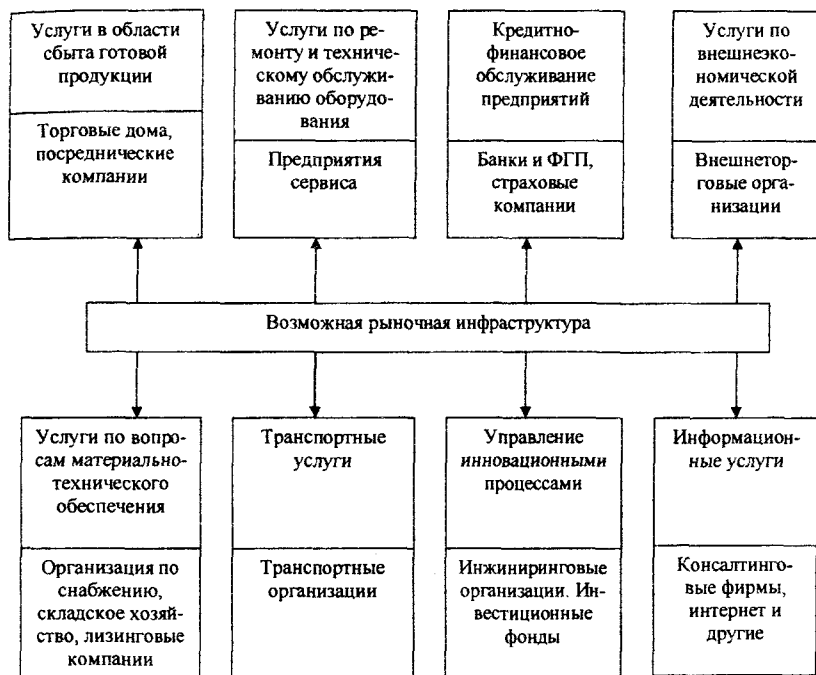 Услуги в области
сбыта готовой
продукции
Торговые дома,
посреднические
компании
Услуги по ре-
монту и техниче-
скому обслужи-
ванию оборудо-
вания
Предприятия
сервиса
Кредитно-
финансовое
обслуживание
предприятий
Банки и ФГП,
страховые
компании
Услуги по
внешнеэко-
номической
деятельности
Внешнетор-
говые орга-
низации
Возможная рыночная инфраструктура
Услуги по вопро-
сам материально-
технического
обеспечения
Организация по
снабжению,
складское хозяй-
ство, лизинговые
компании
Транспортные
услуги
Транспортные
организации
Управление
инновационными
процессами
Инжиниринговые
организации. Ин-
вестиционные
фонды
Информацион-
ные услуги
Консалтинго-
вые фирмы,
интернет и
другие